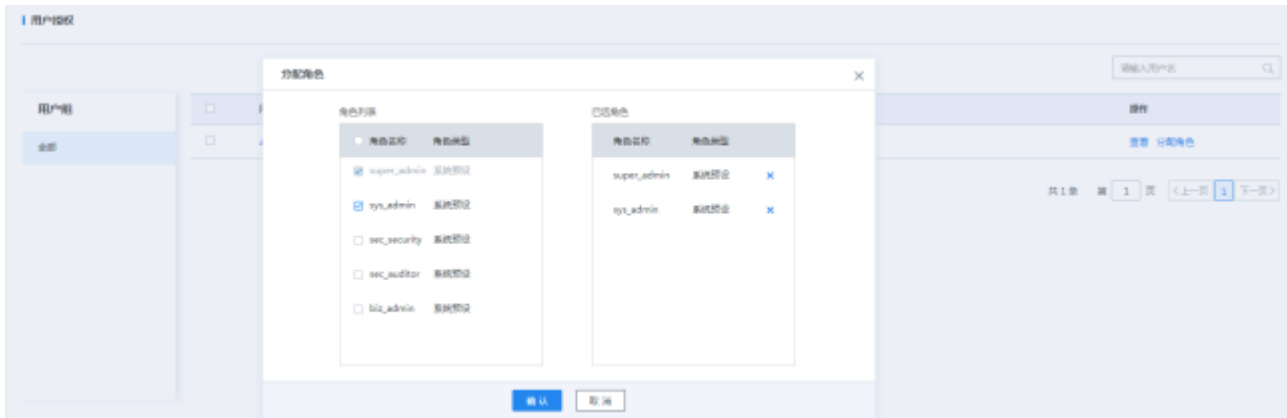 用户授权
请输入用户名
分配角色
用户组
操作
角色列表
已选角色
角色名称 角色类型
角色名称 角色类型
全部
查看 分配角色
super_admin 系统预设
super_admin 系统预设
共1条 第 1 页 <上一页 1 下一页>
sys_admin 系统预设
sys_admin 系统预设
sec_security 系统预设
sec_auditor 系统预设
biz_admin 系统预设
确认 取消